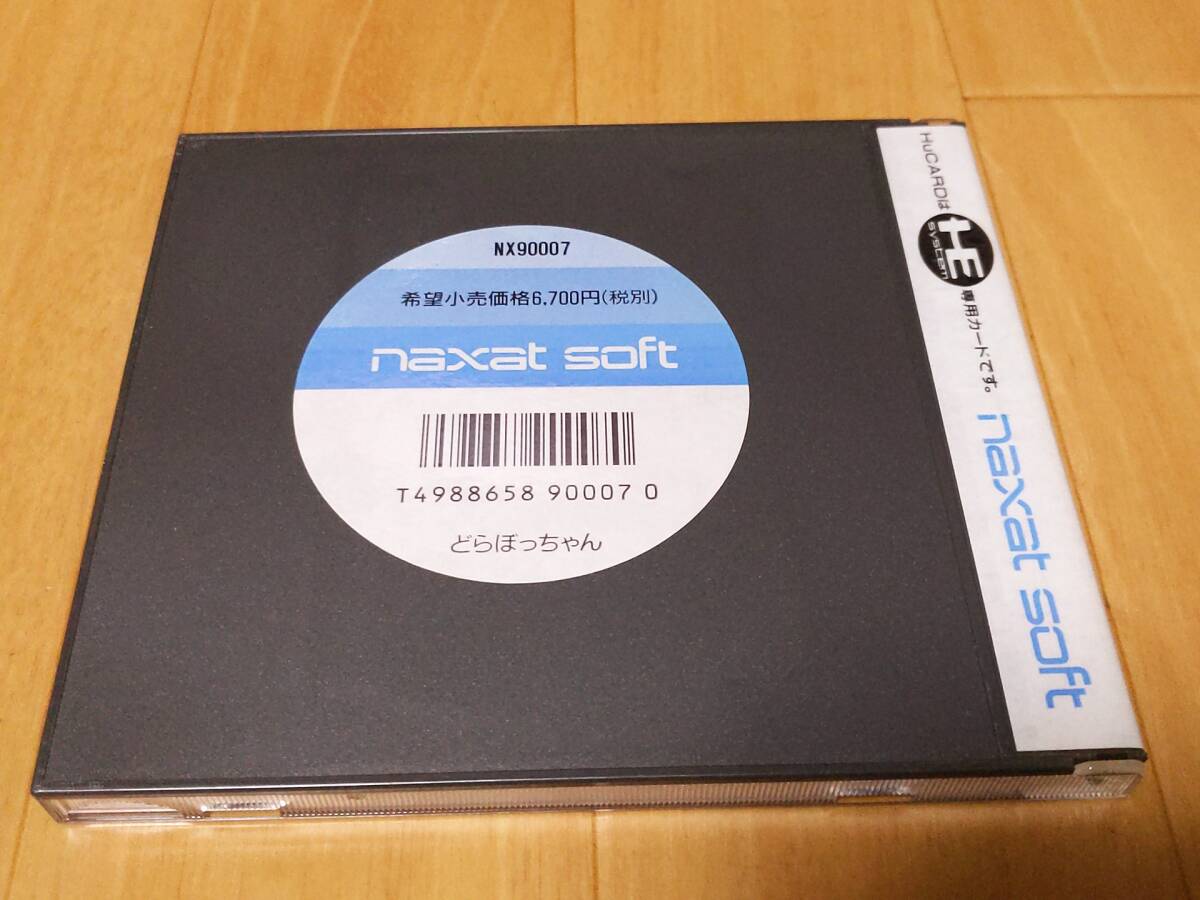 NX90007
希望小売価格6,700円(税別)
naxat soft
T4988658 90007 0
どらぼっちゃん
HuCARDは HE system 専用カードです。
naxat soft